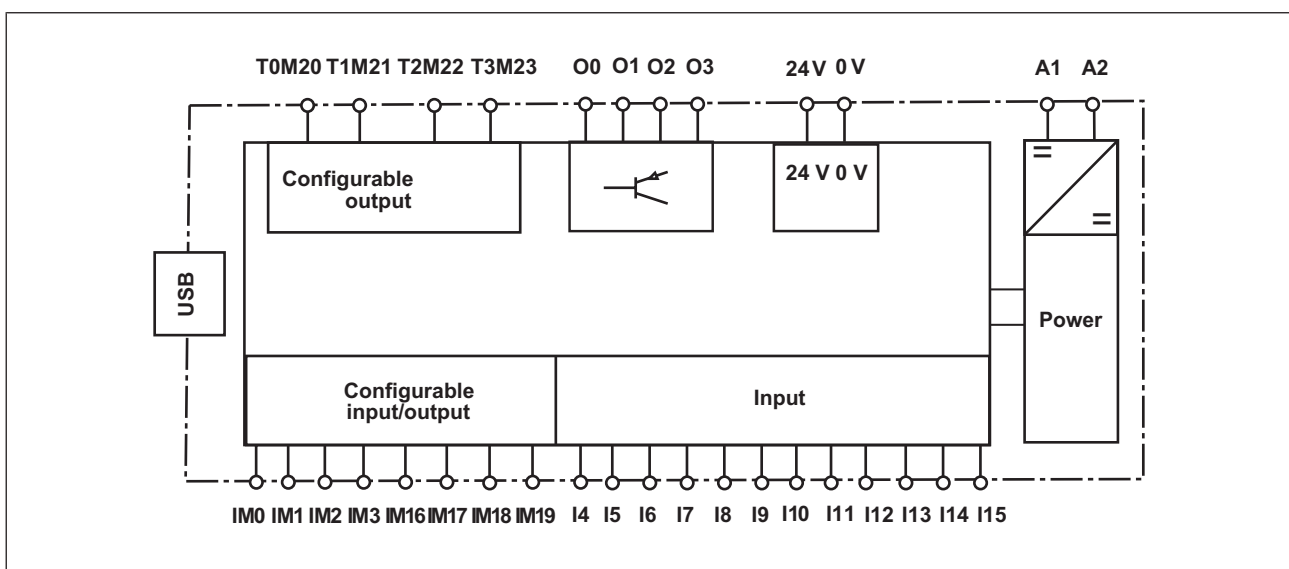 T0M20 T1M21 T2M22 T3M23 O0 O1 O2 O3 24 V 0 V A1 A2
Configurable
output
24 V 0 V
=
=
USB
Power
Configurable
input/output
Input
IM0 IM1 IM2 IM3 IM16 IM17 IM18 IM19 I4 I5 I6 I7 I8 I9 I10 I11 I12 I13 I14 I15